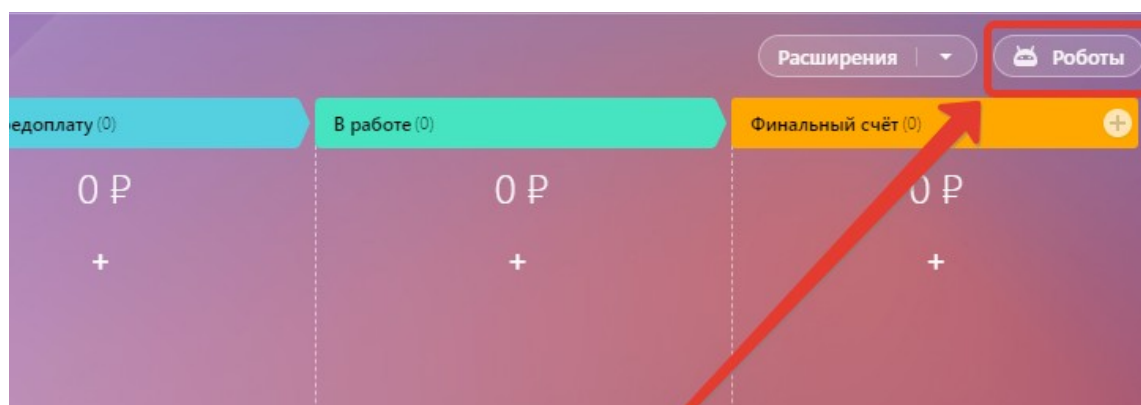 Расширения Роботы
едоплату (0) В работе (0) Финальный счёт (0)
0 ₽ 0 ₽ 0 ₽
+ + +